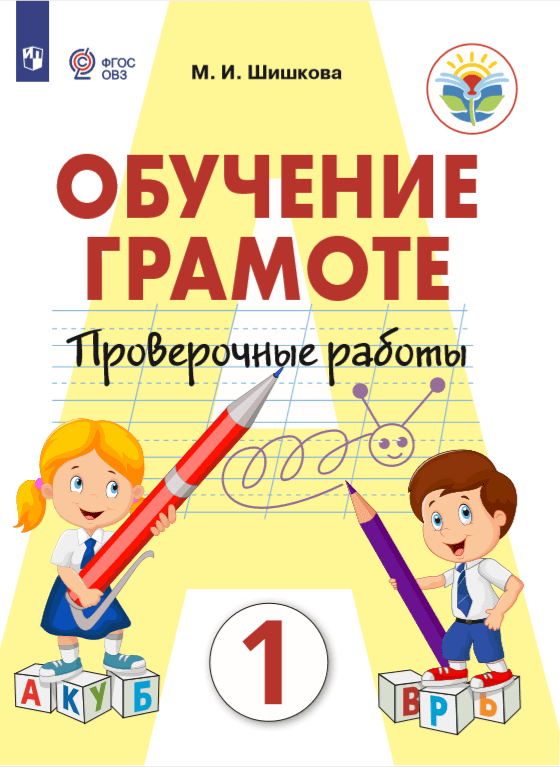 ФГОС
ОВЗ
М. И. Шишкова
ОБУЧЕНИЕ
ГРАМОТЕ
Проверочные работы
1
А К У Б
В Р Ь